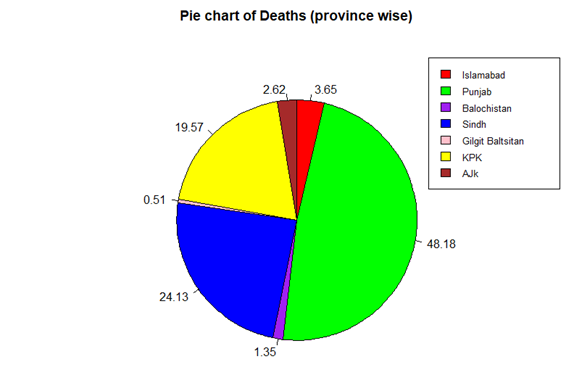 Pie chart of Deaths (province wise)
Islamabad
Punjab
Balochistan
Sindh
Gilgit Baltsitan
KPK
AJk
2.62
3.65
19.57
0.51
48.18
24.13
1.35